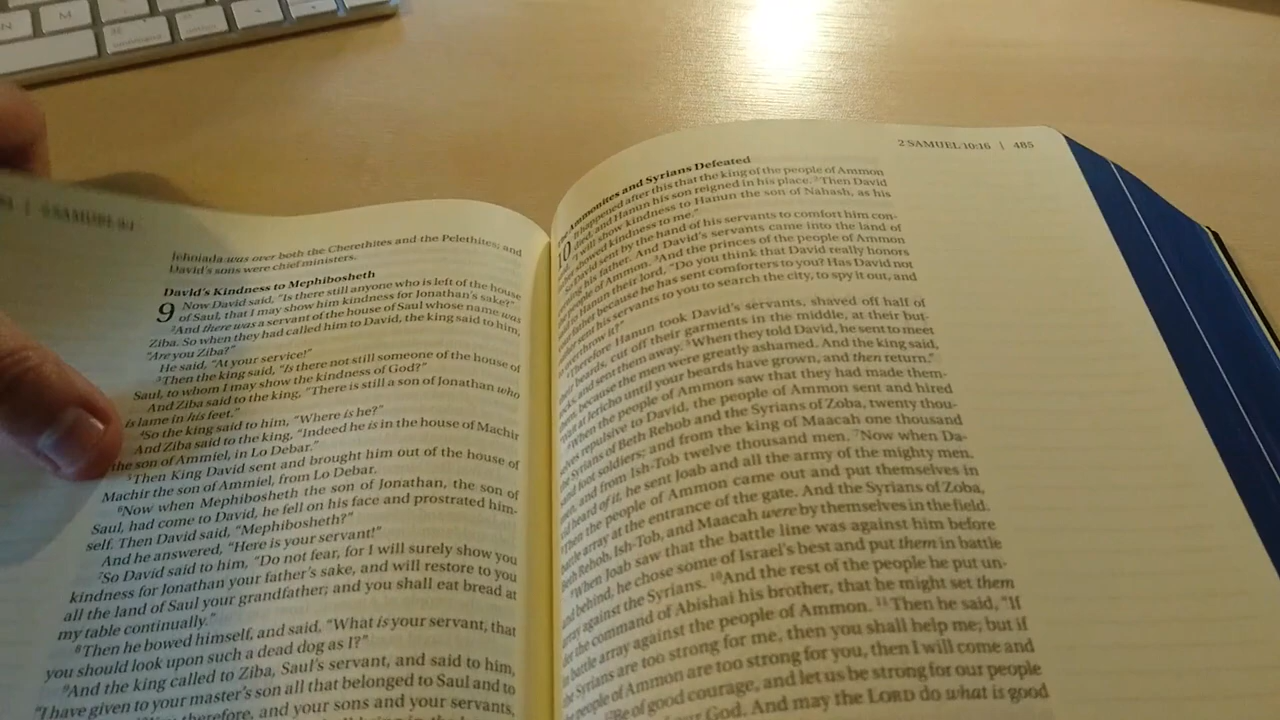 Jehoiada was over both the Cherethites and the Pelethites; and
David's sons were chief ministers.
David's Kindness to Mephibosheth
9 Now David said, "Is there still anyone who is left of the house
of Saul, that I may show him kindness for Jonathan's sake?"
2And there was a servant of the house of Saul whose name was
Ziba. So when they had called him to David, the king said to him,
"Are you Ziba?"
He said, "At your service!"
3Then the king said, "Is there not still someone of the house of
Saul, to whom I may show the kindness of God?"
And Ziba said to the king, "There is still a son of Jonathan who
is lame in his feet."
4So the king said to him, "Where is he?"
And Ziba said to the king, "Indeed he is in the house of Machir
the son of Ammiel, in Lo Debar."
5Then King David sent and brought him out of the house of
Machir the son of Ammiel, from Lo Debar.
6Now when Mephibosheth the son of Jonathan, the son of
Saul, had come to David, he fell on his face and prostrated him-
self. Then David said, "Mephibosheth?"
And he answered, "Here is your servant!"
7So David said to him, "Do not fear, for I will surely show you
kindness for Jonathan your father's sake, and will restore to you
all the land of Saul your grandfather; and you shall eat bread at
my table continually."
8Then he bowed himself, and said, "What is your servant, that
you should look upon such a dead dog as I?"
9And the king called to Ziba, Saul's servant, and said to him,
"I have given to your master's son all that belonged to Saul and to
therefore, and your sons and your servants,
2 SAMUEL 10:16 | 485
Ammonites and Syrians Defeated
10 It happened after this that the king of the people of Ammon
died, and Hanun his son reigned in his place. 2Then David
said, "I will show kindness to Hanun the son of Nahash, as his
father showed kindness to me."
So David sent by the hand of his servants to comfort him con-
cerning his father. And David's servants came into the land of
the people of Ammon. 3And the princes of the people of Ammon
said to Hanun their lord, "Do you think that David really honors
your father because he has sent comforters to you? Has David not
rather sent his servants to you to search the city, to spy it out, and
overthrow it?"
4Therefore Hanun took David's servants, shaved off half of
their beards, cut off their garments in the middle, at their but-
tocks, and sent them away. 5When they told David, he sent to meet
them, because the men were greatly ashamed. And the king said,
"Wait at Jericho until your beards have grown, and then return."
6When the people of Ammon saw that they had made them-
selves repulsive to David, the people of Ammon sent and hired
the Syrians of Beth Rehob and the Syrians of Zoba, twenty thou-
sand foot soldiers; and from the king of Maacah one thousand
men, and from Ish-Tob twelve thousand men. 7Now when Da-
vid heard of it, he sent Joab and all the army of the mighty men.
8Then the people of Ammon came out and put themselves in
battle array at the entrance of the gate. And the Syrians of Zoba,
Beth Rehob, Ish-Tob, and Maacah were by themselves in the field.
9When Joab saw that the battle line was against him before
and behind, he chose some of Israel's best and put them in battle
array against the Syrians. 10And the rest of the people he put un-
der the command of Abishai his brother, that he might set them
in battle array against the people of Ammon. 11Then he said, "If
the Syrians are too strong for me, then you shall help me; but if
the people of Ammon are too strong for you, then I will come and
12Be of good courage, and let us be strong for our people
our God. And may the LORD do what is good